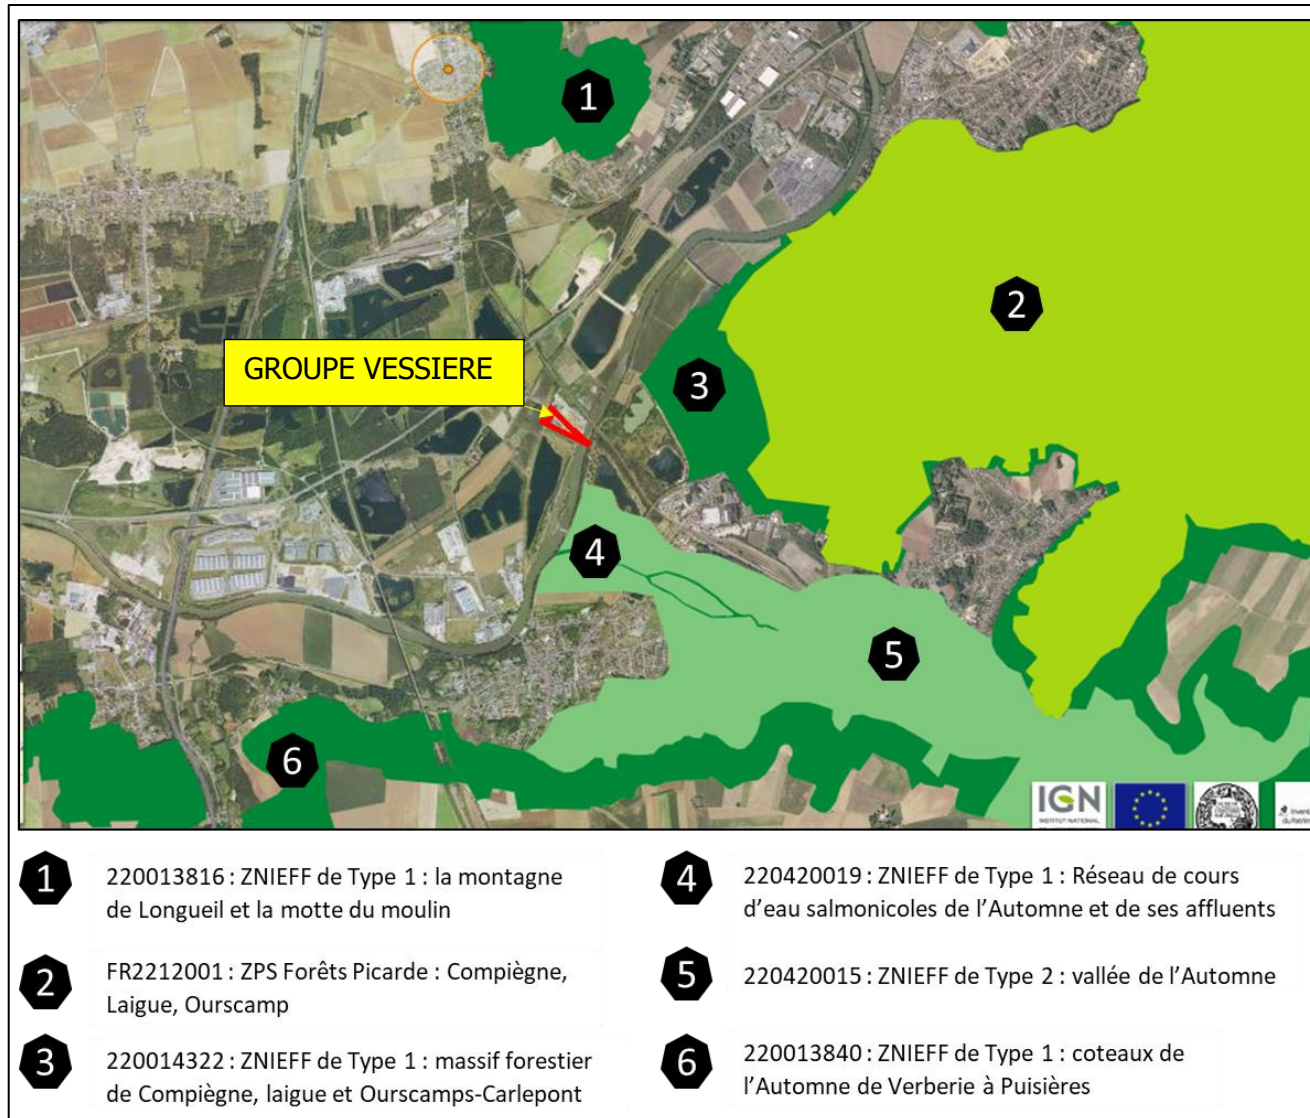 1
2
GROUPE VESSIERE
3
4
5
6
IGN
INSTITUT NATIONAL
1
220013816 : ZNIEFF de Type 1 : la montagne
de Longueil et la motte du moulin
2
FR2212001 : ZPS Forêts Picarde : Compiègne,
Laigue, Ourscamp
3
220014322 : ZNIEFF de Type 1 : massif forestier
de Compiègne, laigue et Ourscamps-Carlepont
4
220420019 : ZNIEFF de Type 1 : Réseau de cours
d’eau salmonicoles de l’Automne et de ses affluents
5
220420015 : ZNIEFF de Type 2 : vallée de l’Automne
6
220013840 : ZNIEFF de Type 1 : coteaux de
l’Automne de Verberie à Puisières